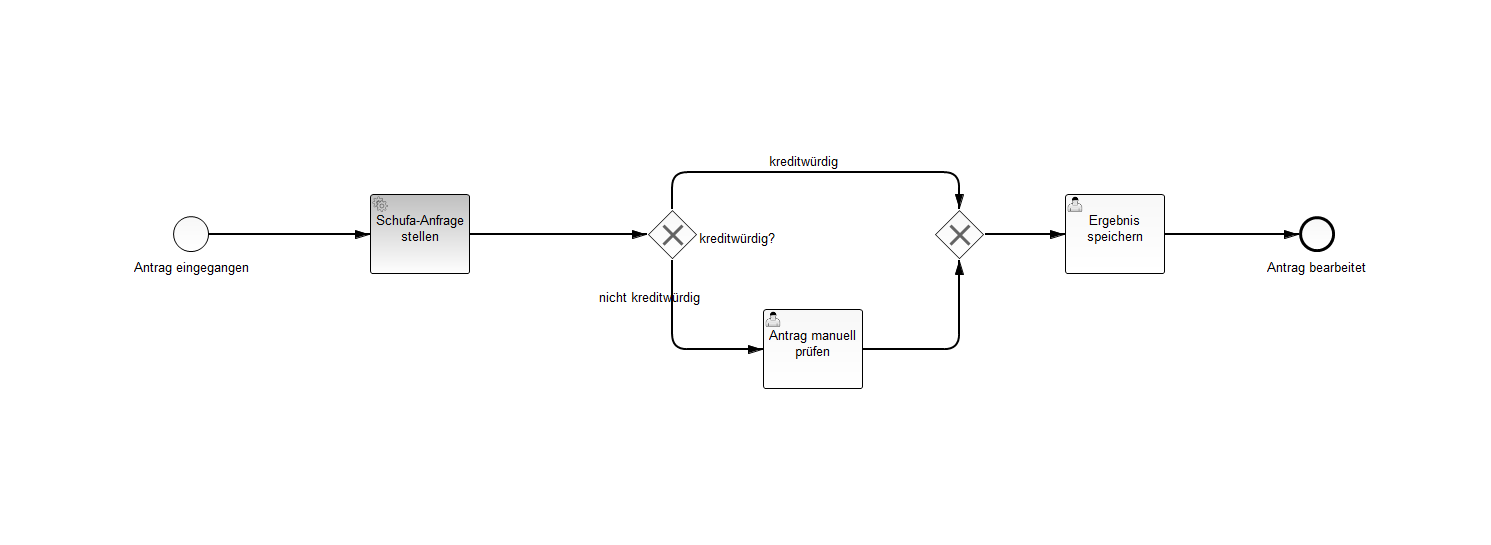 Antrag eingegangen
Schufa-Anfrage
stellen
kreditwürdig?
kreditwürdig
nicht kreditwürdig
Antrag manuell
prüfen
Ergebnis
speichern
Antrag bearbeitet